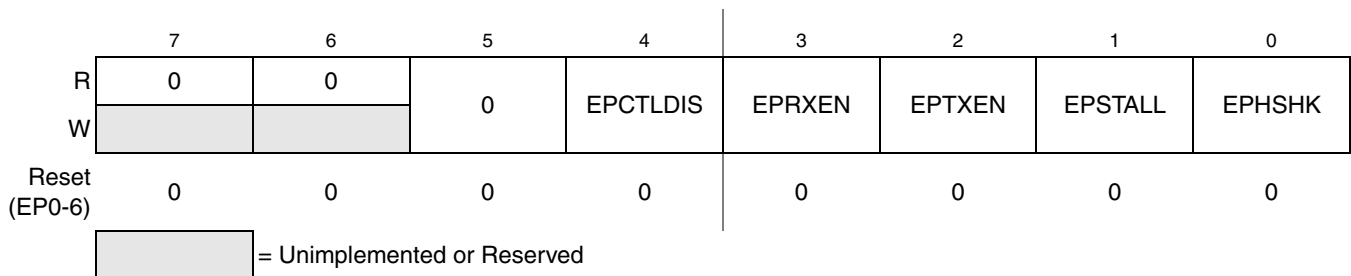 7 6 5 4 3 2 1 0
R 0 0
0 EPCTLDIS EPRXEN EPTXEN EPSTALL EPHSHK
W
Reset
(EP0-6) 0 0 0 0 0 0 0 0
= Unimplemented or Reserved